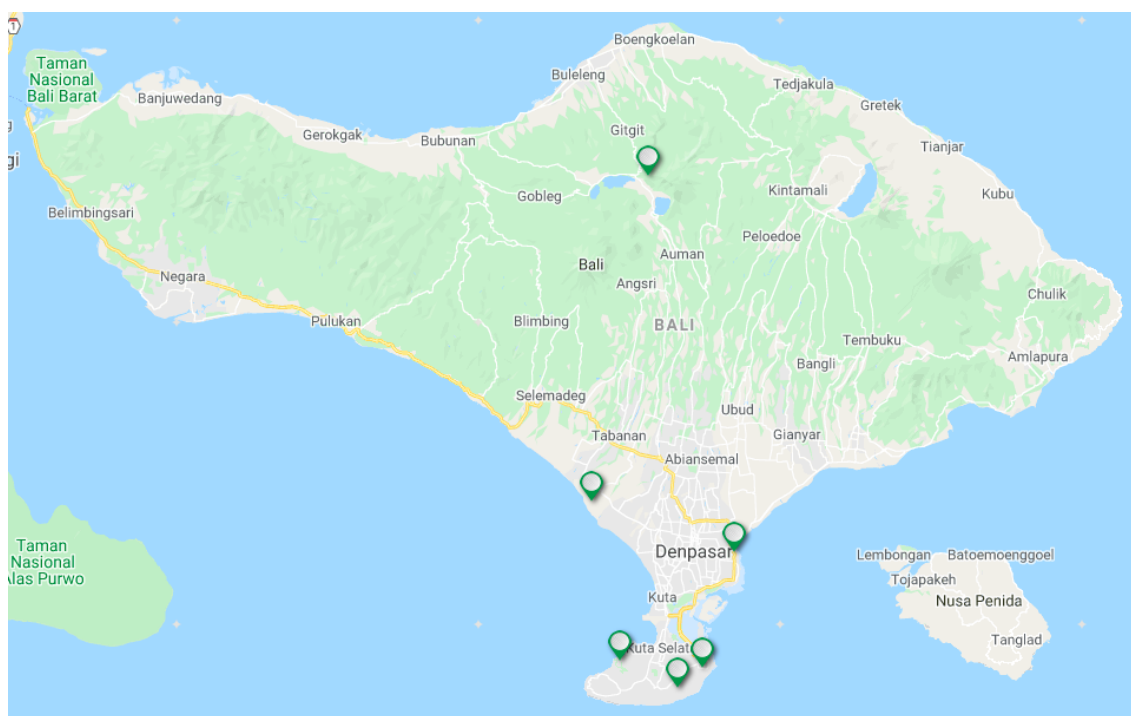 1
Boengkoelan
Taman
Nasional
Bali Barat
Buleleng
Tedjakula
Banjuwedang
Gretek
Gerokgak
Gitgit
Bubunan
Tianjar
gi
Gobleg
Kintamali
Kubu
Belimbingsari
Peloedoe
Auman
Bali
Negara
Angsri
Chulik
Pulukan
Blimbing
BALI
Tembuku
Amlapura
Bangli
Selemadeg
Ubud
Tabanan
Gianyar
Abiansemal
Taman
Nasional
Alas Purwo
Denpasar
Lembongan
Batoemoenggoel
Tojapakeh
Kuta
Nusa Penida
Tanglad
Kuta Selat